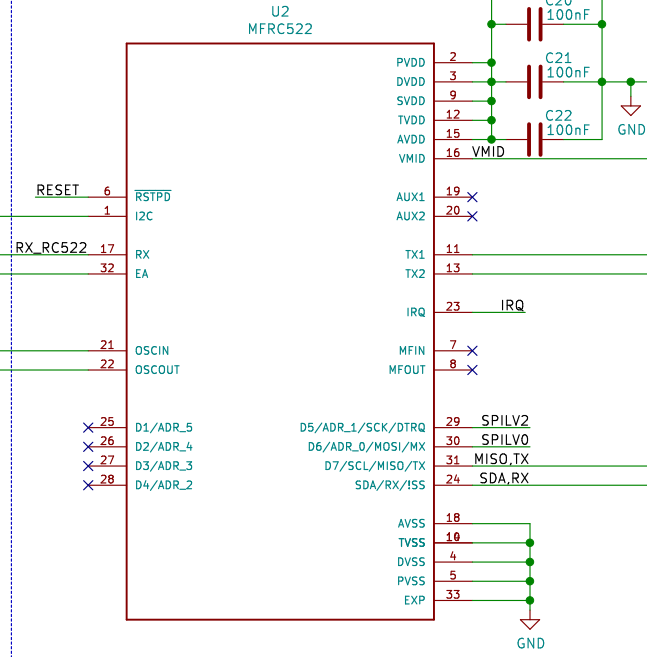 U2
MFRC522
C20
100nF
C21
100nF
C22
100nF
GND
PVDD 2
DVDD 3
SVDD 9
TVDD 12
AVDD 15
VMID 16 VMID
RESET 6 RSTPD
AUX1 19
1 I2C
AUX2 20
RX_RC522 17 RX
TX1 11
32 EA
TX2 13
IRQ 23 IRQ
21 OSCIN
MFIN 7
22 OSCOUT
MFOUT 8
25 D1/ADR_5
D5/ADR_1/SCK/DTRQ 29 SPILV2
26 D2/ADR_4
D6/ADR_0/MOSI/MX 30 SPILV0
27 D3/ADR_3
D7/SCL/MISO/TX 31 MISO,TX
28 D4/ADR_2
SDA/RX/!SS 24 SDA,RX
AVSS 18
TVSS
DVSS 4
PVSS 5
EXP 33
GND